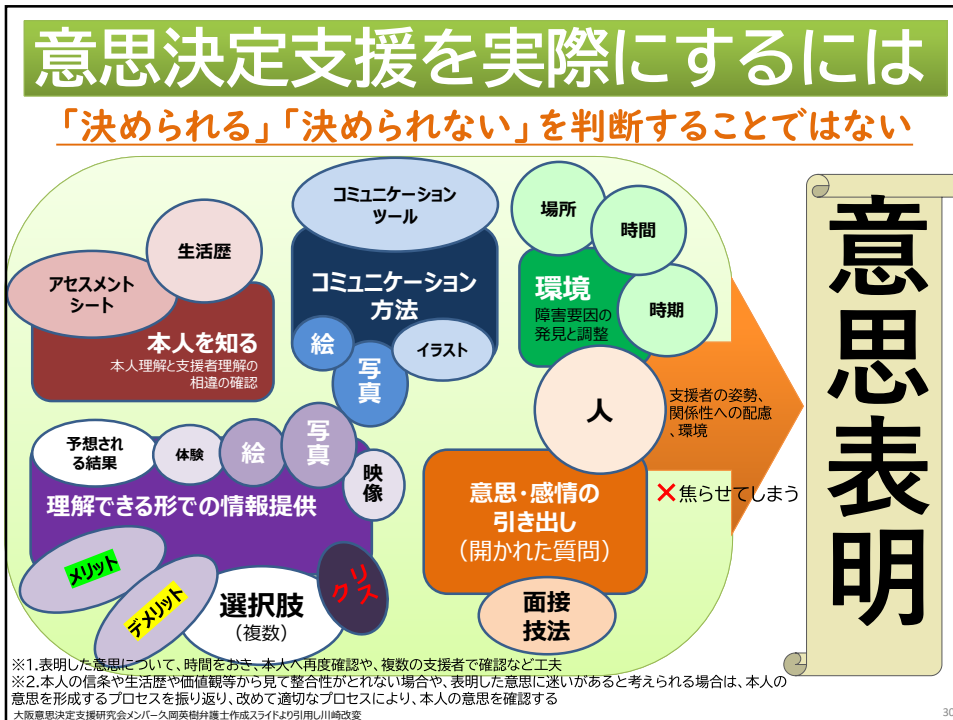 意思決定支援を実際にするには
「決められる」「決められない」を判断することではない
コミュニケーション
ツール
場所
時間
時期
生活歴
アセスメント
シート
コミュニケーション
方法
環境
障害要因の
発見と調整
本人を知る
本人理解と支援者理解の
相違の確認
絵
写真
イラスト
人
支援者の姿勢、
関係性への配慮
、環境
予想され
る結果
体験
絵
写真
映像
理解できる形での情報提供
意思・感情の
引き出し
（開かれた質問）
×焦らせてしまう
メリット
デメリット
選択肢
（複数）
リスク
面接
技法
意思表明
※1.表明した意思について、時間をおき、本人へ再度確認や、複数の支援者で確認など工夫
※2.本人の信条や生活歴や価値観等から見て整合性がとれない場合や、表明した意思に迷いがあると考えられる場合は、本人の
意思を形成するプロセスを振り返り、改めて適切なプロセスにより、本人の意思を確認する
大阪意思決定支援研究会メンバー久岡英樹弁護士作成スライドより引用し川崎改変
30